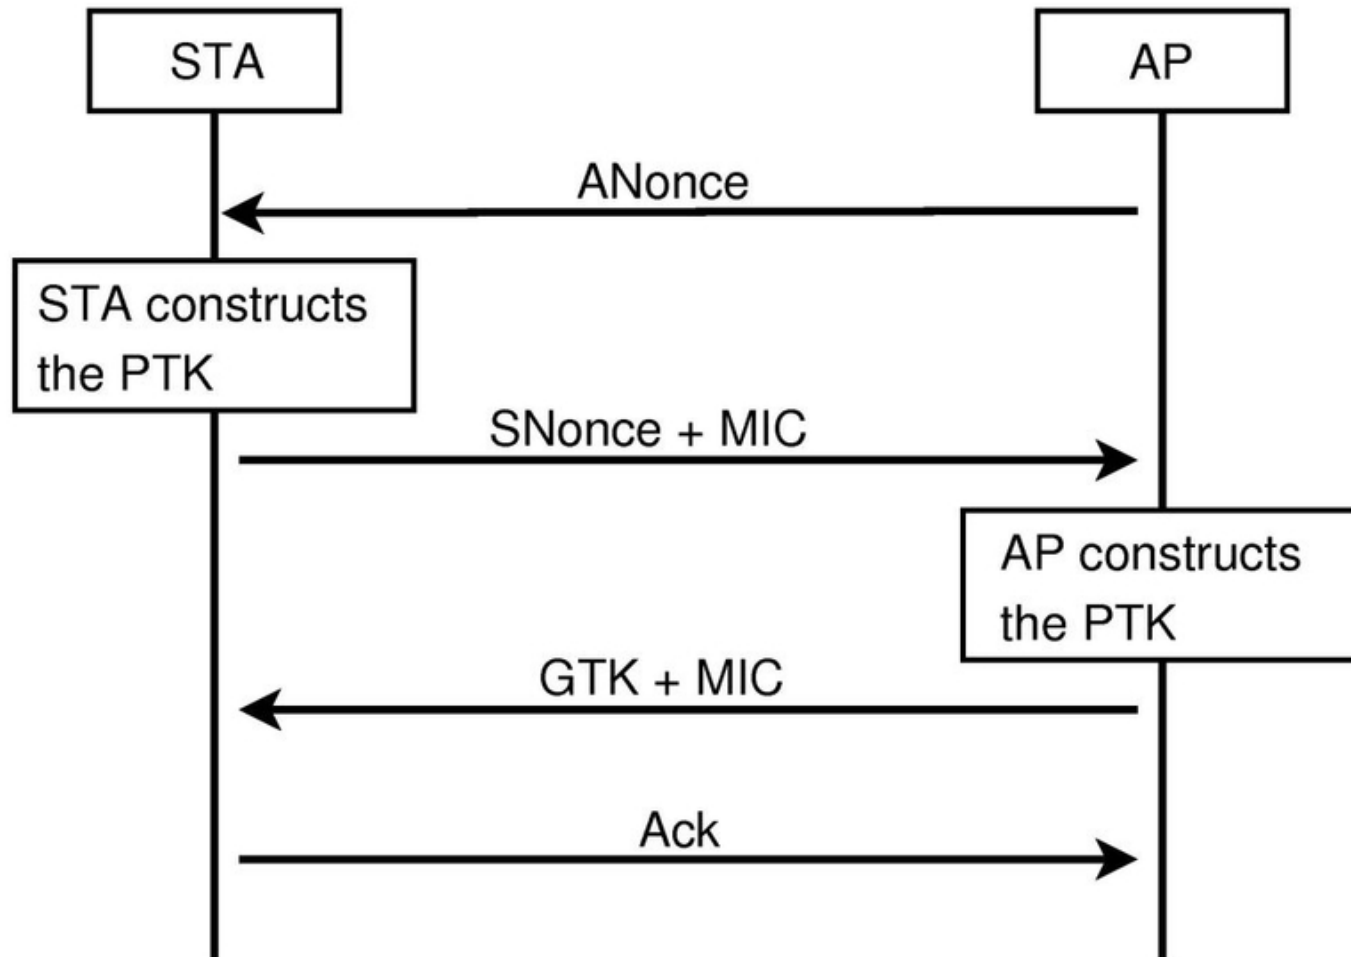 STA
AP
ANonce
STA constructs
the PTK
SNonce + MIC
AP constructs
the PTK
GTK + MIC
Ack